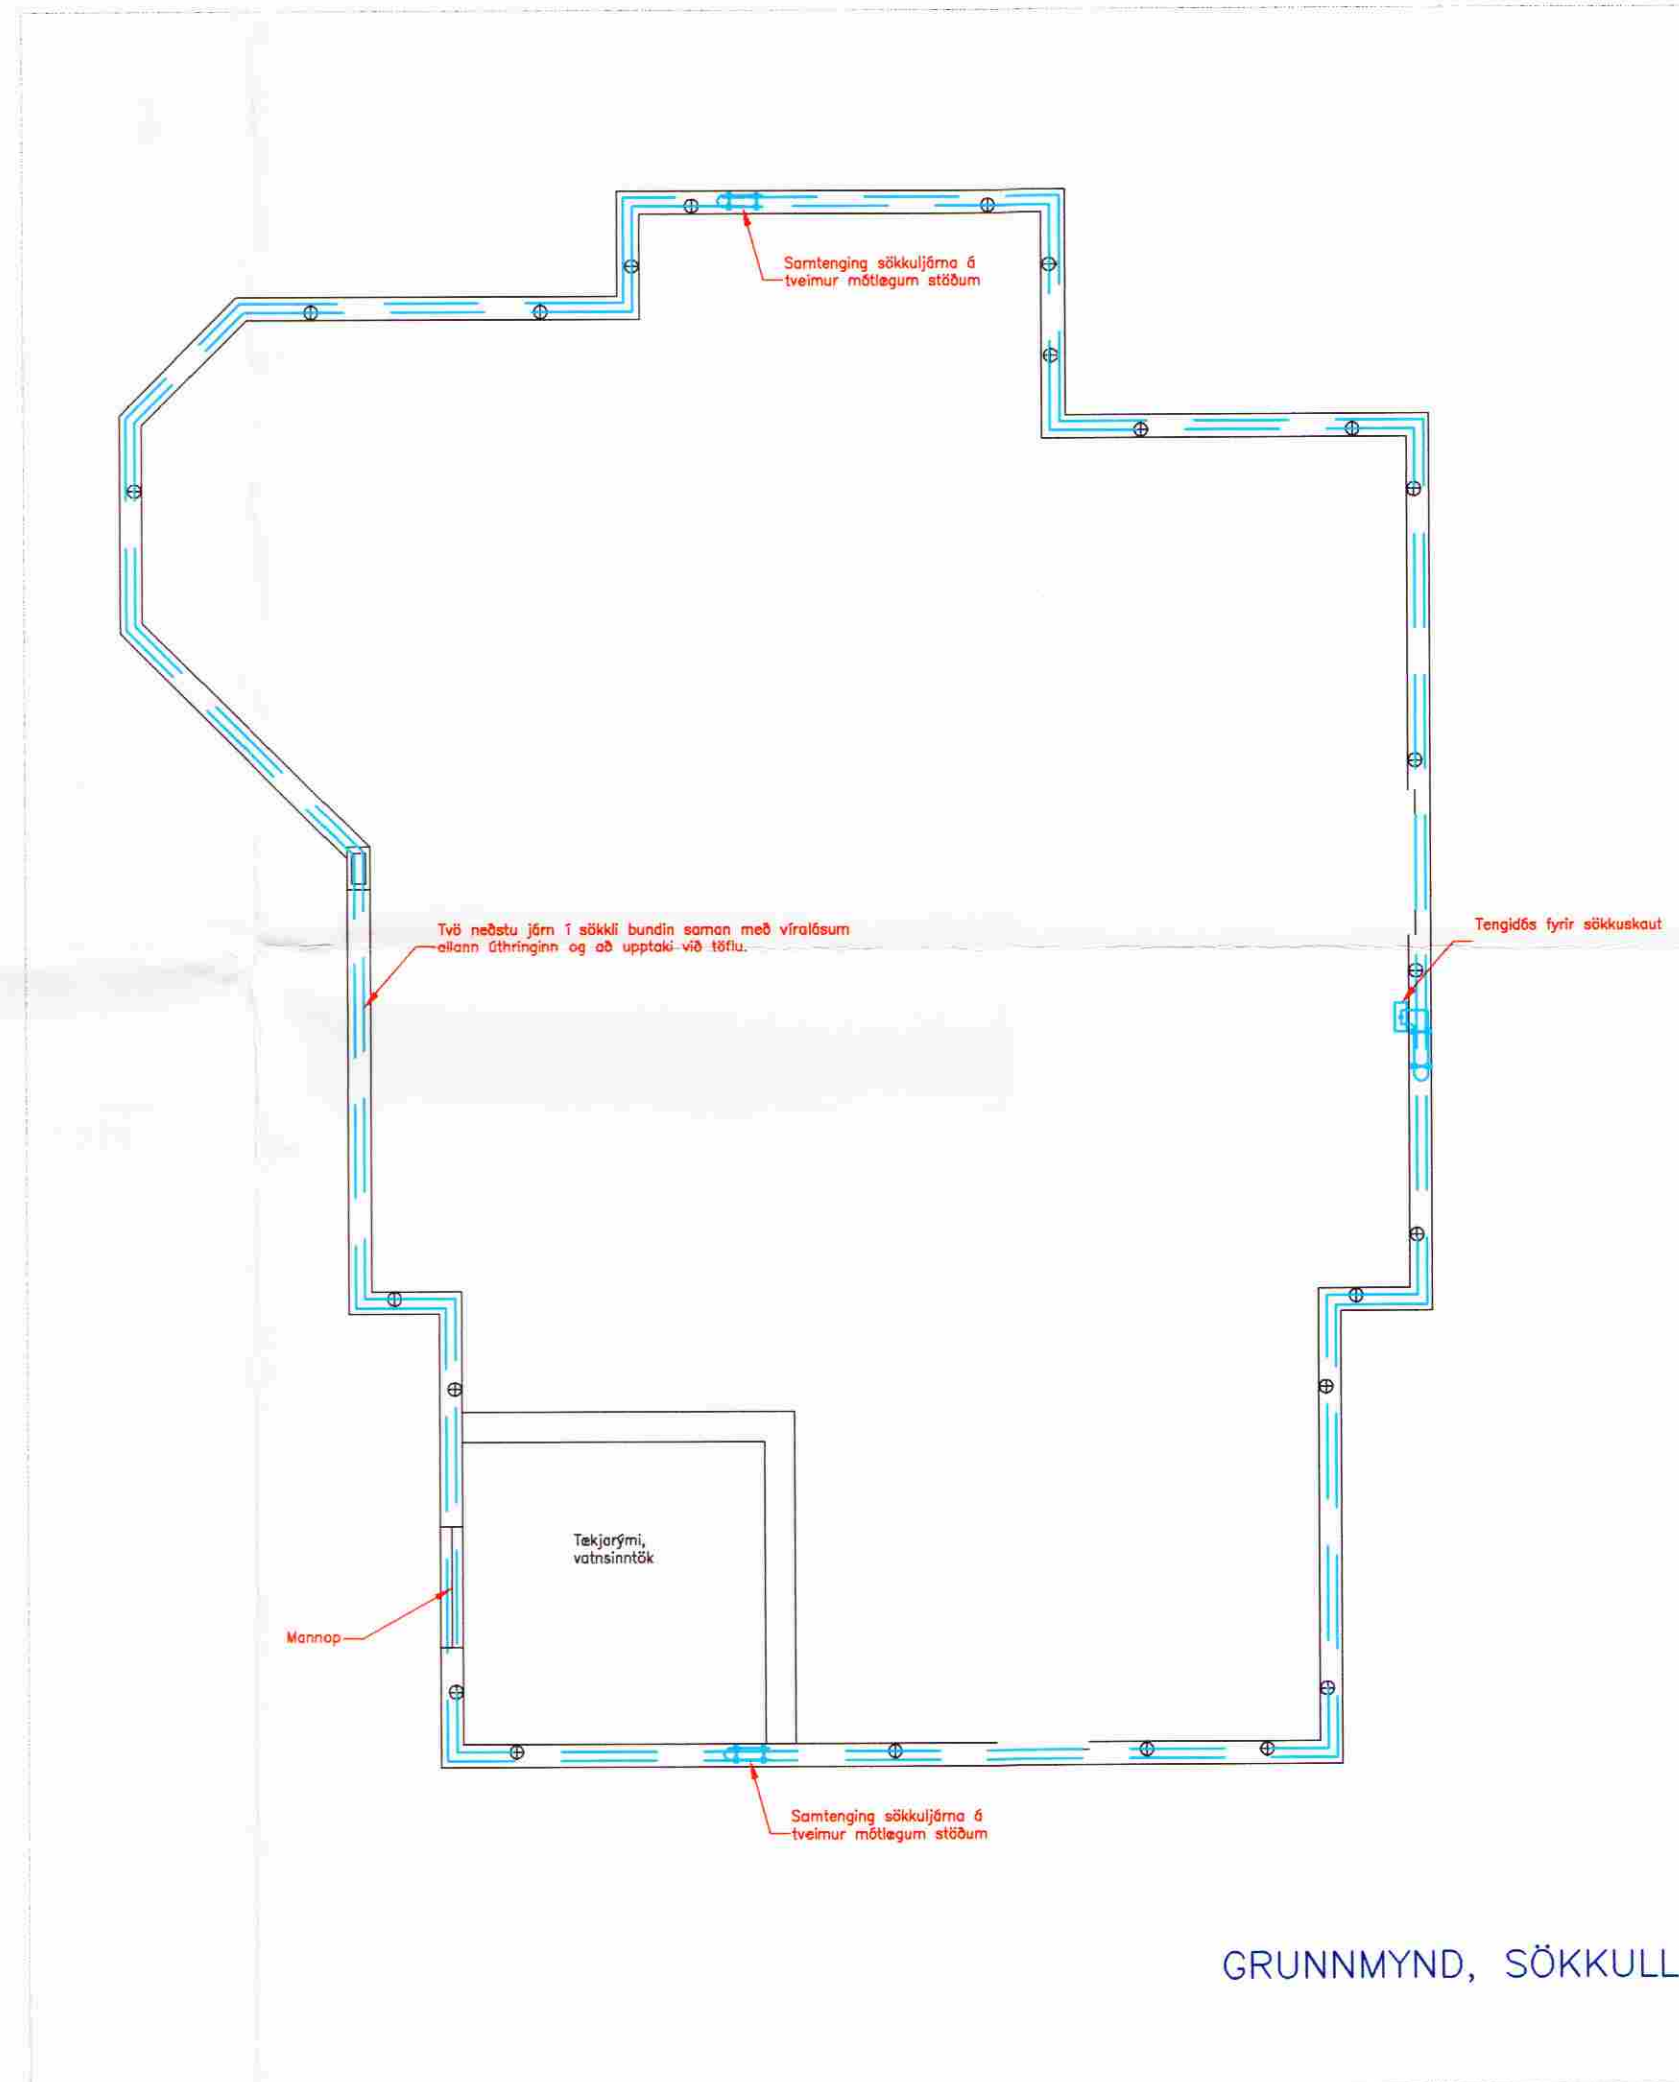 Samtenging sökkuljárna á
tveimur mótlægum stöðum
Tvö neðstu járn í sökkli bundin saman með víralásum
allann úthringinn og að upptaki við töflu.
Tengidós fyrir sökkuskaut
Tækjarými,
vatnsinntök
Mannop
Samtenging sökkuljárna á
tveimur mótlægum stöðum
GRUNNMYND, SÖKKULL